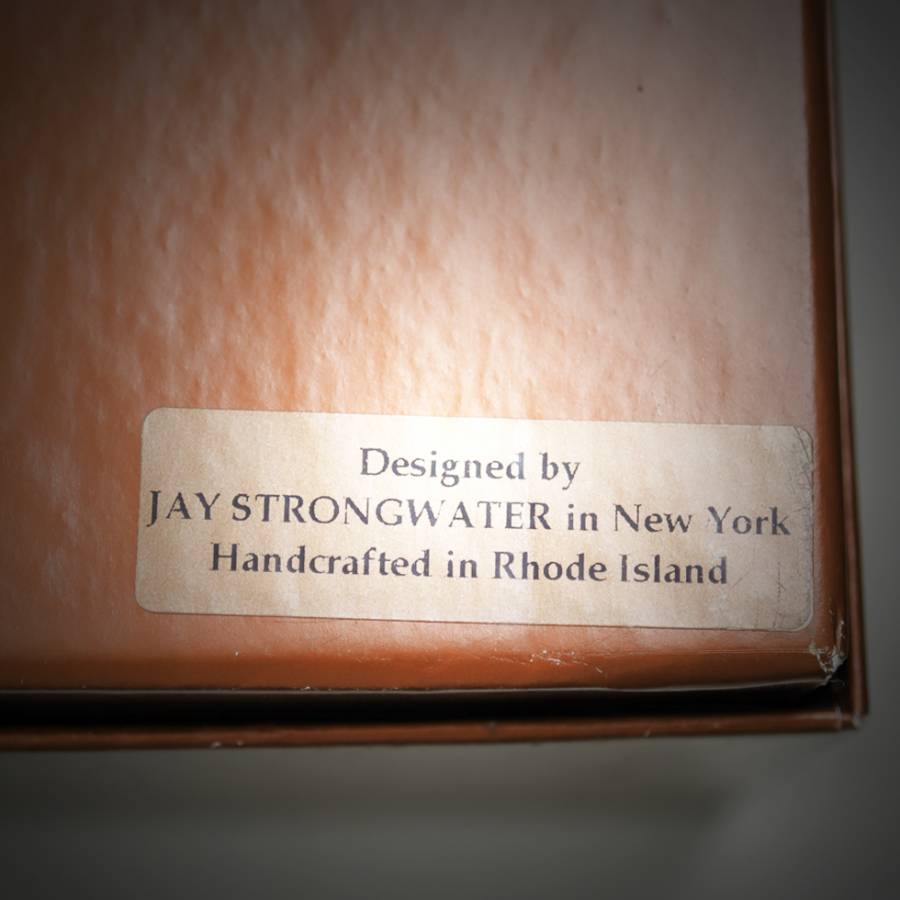 Designed by
JAY STRONGWATER in New York
Handcrafted in Rhode Island